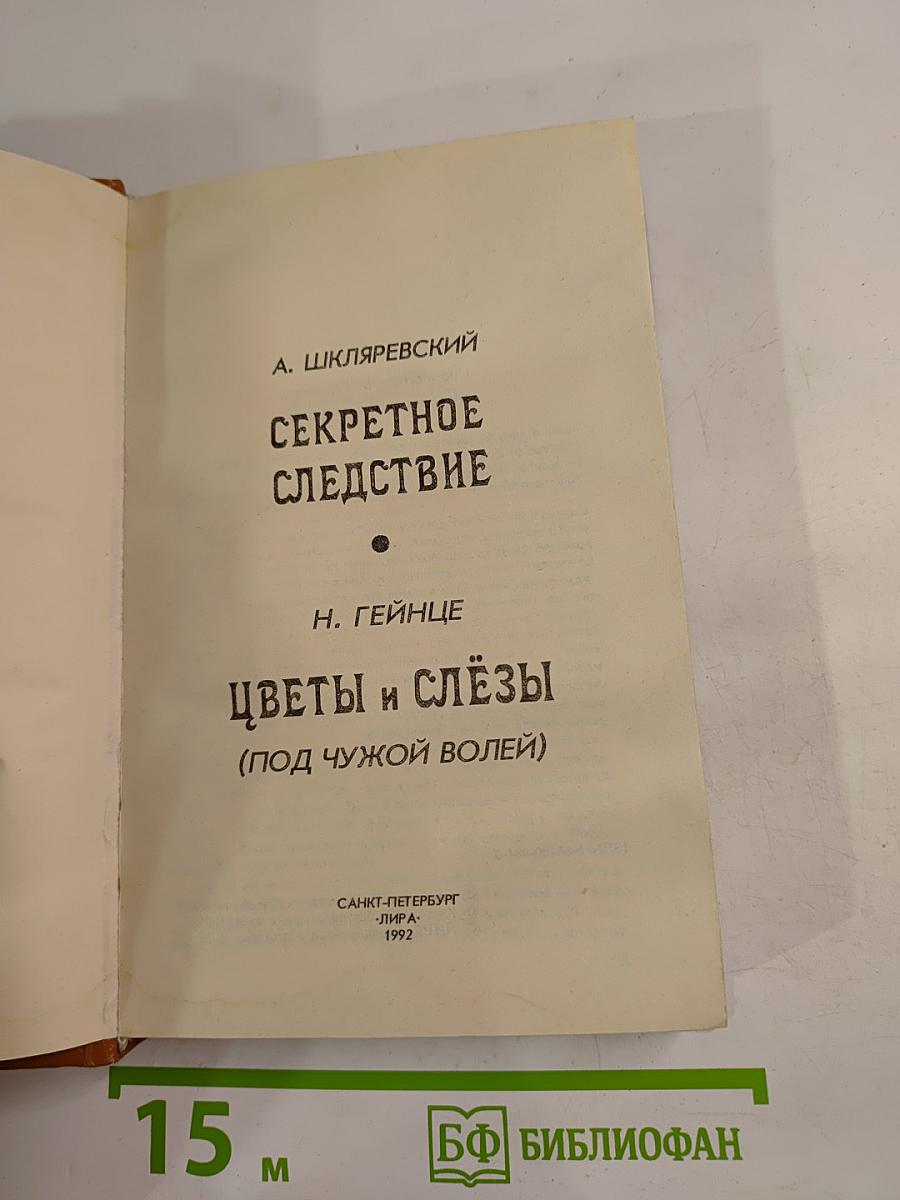 А. ШКЛЯРЕВСКИЙ
СЕКРЕТНОЕ
СЛЕДСТВИЕ
•
Н. ГЕЙНЦЕ
ЦВЕТЫ и СЛЁЗЫ
(ПОД ЧУЖОЙ ВОЛЕЙ)
САНКТ-ПЕТЕРБУРГ
·ЛИРА·
1992
15 м
БФ БИБЛИОФАН